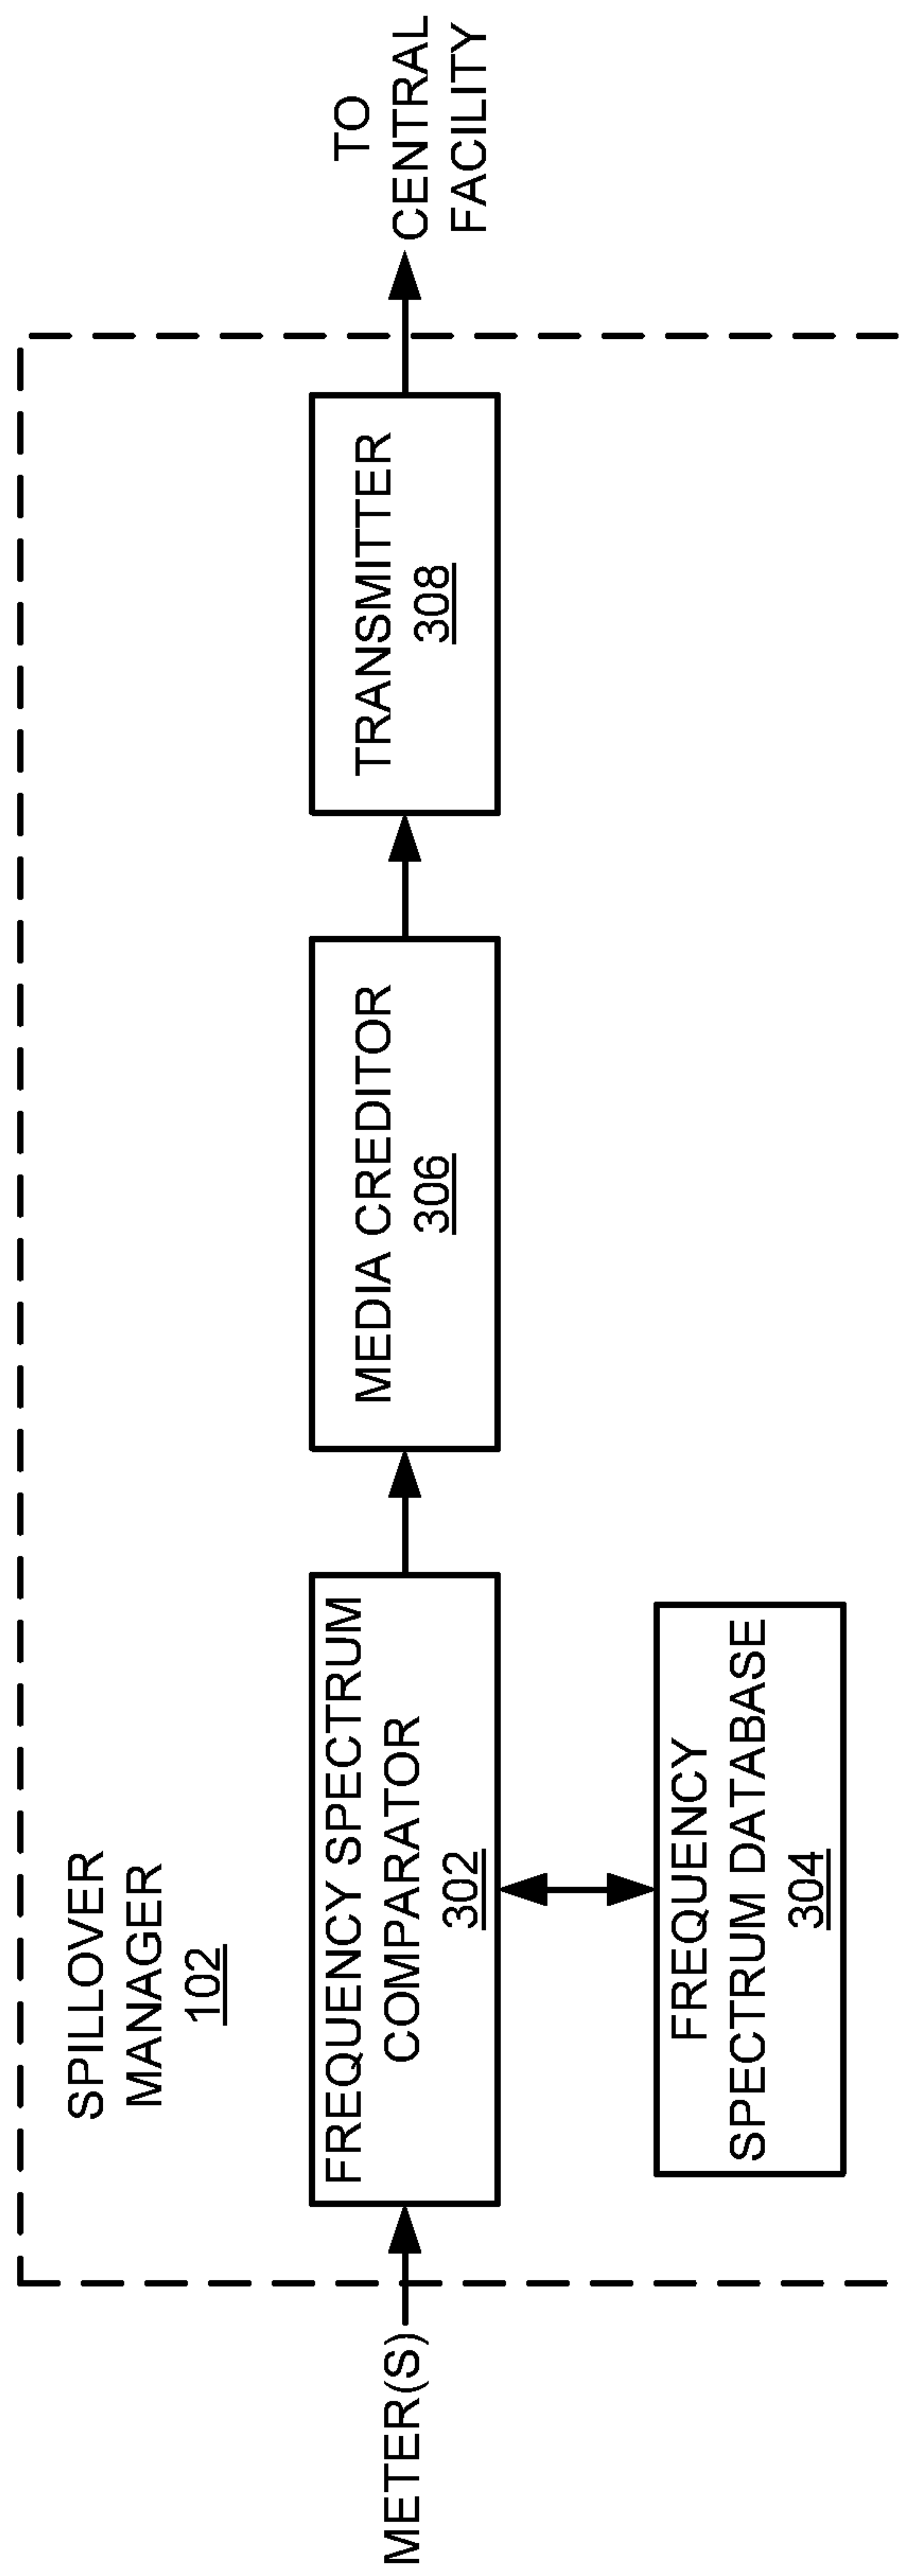 SPILLOVER
MANAGER
102
METER(S)
FREQUENCY SPECTRUM
COMPARATOR
302
FREQUENCY
SPECTRUM DATABASE
304
MEDIA CREDITOR
306
TRANSMITTER
308
TO
CENTRAL
FACILITY